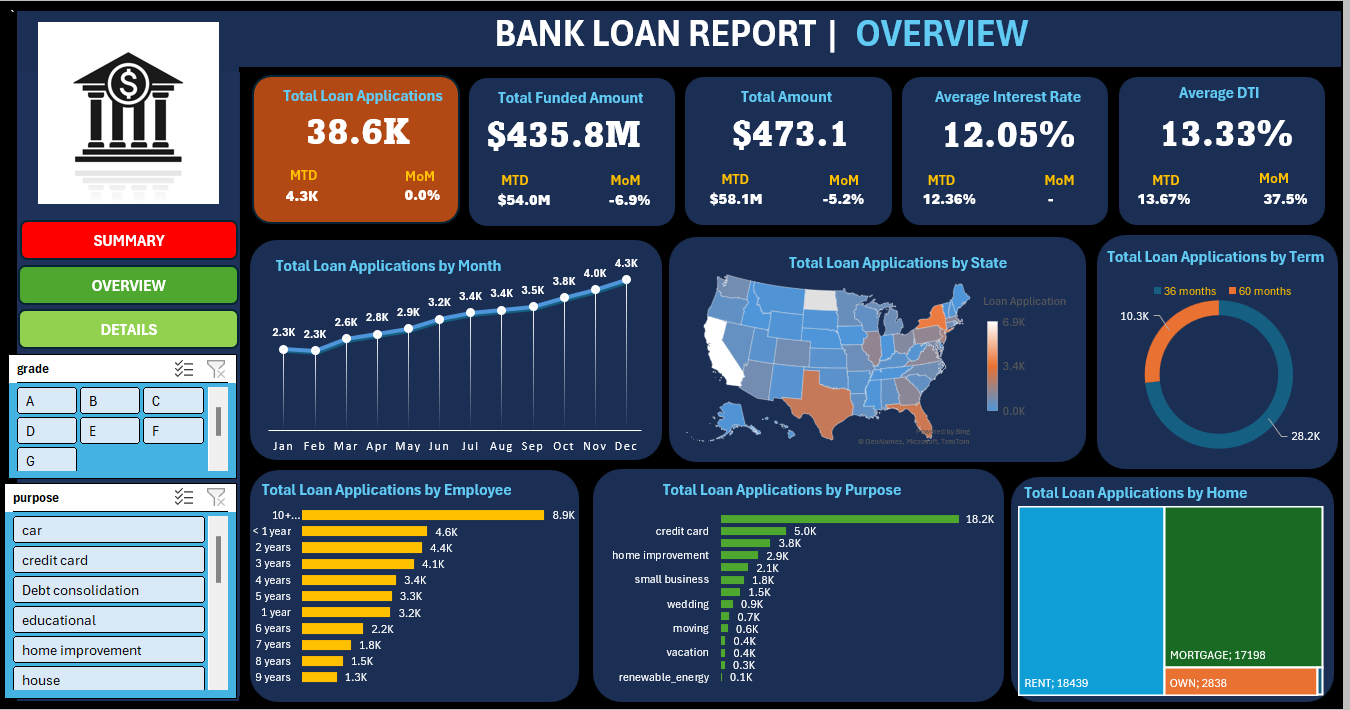 BANK LOAN REPORT | OVERVIEW
$
SUMMARY
OVERVIEW
DETAILS
grade
A
B
C
D
E
F
G
purpose
car
credit card
Debt consolidation
educational
home improvement
house
Total Loan Applications
38.6K
MTD
MoM
4.3K
0.0%
Total Funded Amount
$435.8M
MTD
MoM
$54.0M
-6.9%
Total Amount
$473.1
MTD
MoM
$58.1M
-5.2%
Average Interest Rate
12.05%
MTD
MoM
12.36%
-
Average DTI
13.33%
MTD
MoM
13.67%
37.5%
Total Loan Applications by Month
2.3K
2.3K
2.6K
2.8K
2.9K
3.2K
3.4K
3.4K
3.5K
3.8K
4.0K
4.3K
Jan Feb Mar Apr May Jun Jul Aug Sep Oct Nov Dec
Total Loan Applications by State
Loan Application
6.9K
3.4K
0.0K
Powered by Bing
© GeoNames, Microsoft, TomTom
Total Loan Applications by Term
36 months
60 months
10.3K
28.2K
Total Loan Applications by Employee
10+... 8.9K
< 1 year 4.6K
2 years 4.4K
3 years 4.1K
4 years 3.4K
5 years 3.3K
1 year 3.2K
6 years 2.2K
7 years 1.8K
8 years 1.5K
9 years 1.3K
Total Loan Applications by Purpose
18.2K
credit card 5.0K
3.8K
home improvement 2.9K
2.1K
small business 1.8K
1.5K
wedding 0.9K
0.7K
moving 0.6K
0.4K
vacation 0.4K
0.3K
renewable_energy 0.1K
Total Loan Applications by Home
RENT; 18439
MORTGAGE; 17198
OWN; 2838